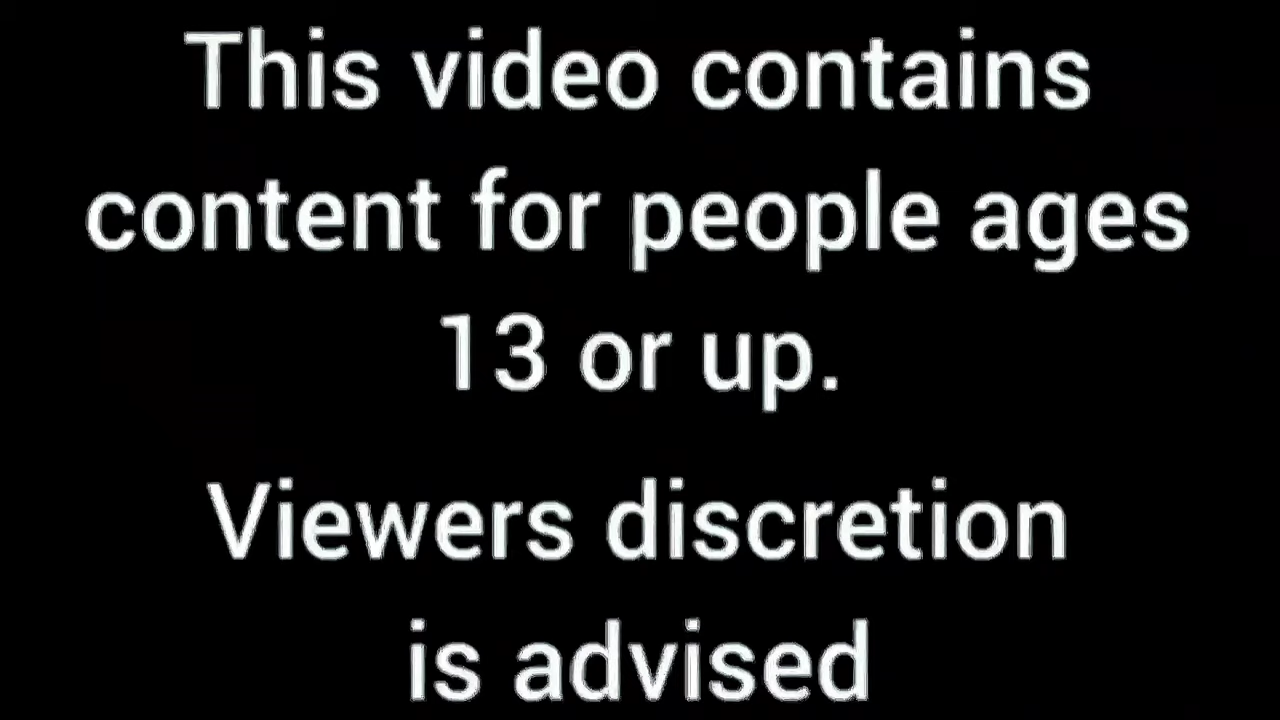 This video contains
content for people ages
13 or up.
Viewers discretion
is advised